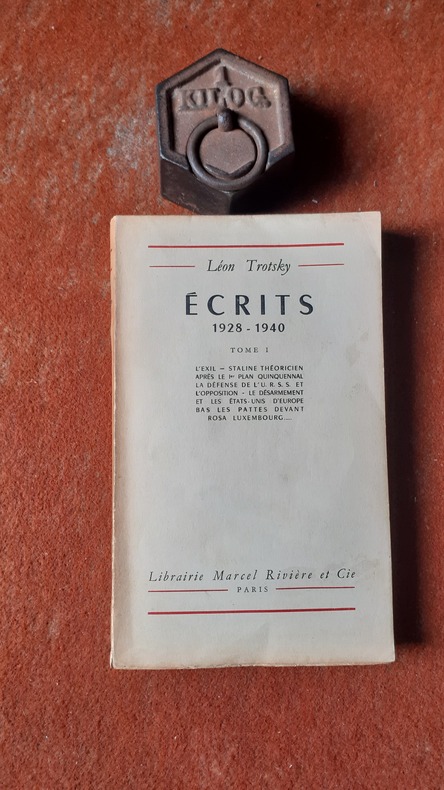 1
KILOG.
Léon Trotsky
ÉCRITS
1928 - 1940
TOME I
L'EXIL — STALINE THÉORICIEN
APRÈS LE Ier PLAN QUINQUENNAL
LA DÉFENSE DE L'U. R. S. S. ET
L'OPPOSITION - LE DÉSARMEMENT
ET LES ÉTATS-UNIS D'EUROPE
BAS LES PATTES DEVANT
ROSA LUXEMBOURG.....
Librairie Marcel Rivière et Cie
PARIS